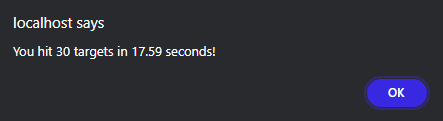 localhost says
You hit 30 targets in 17.59 seconds!
OK